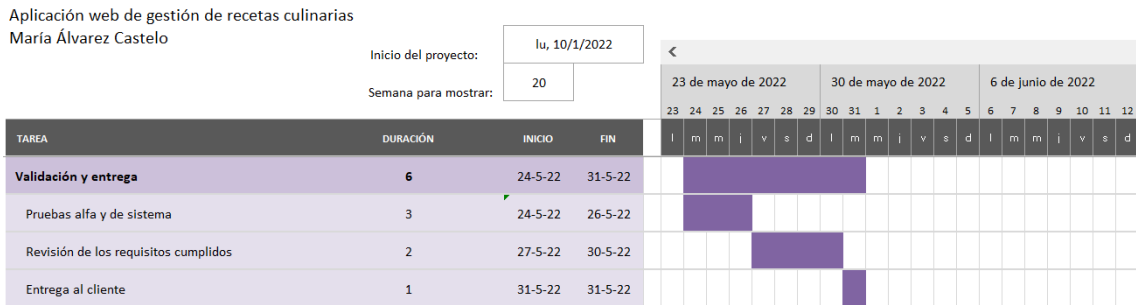 Aplicación web de gestión de recetas culinarias
María Álvarez Castelo
Inicio del proyecto: lu, 10/1/2022
Semana para mostrar: 20
23 de mayo de 2022 30 de mayo de 2022 6 de junio de 2022
23 24 25 26 27 28 29 30 31 1 2 3 4 5 6 7 8 9 10 11 12
TAREA DURACIÓN INICIO FIN l m m j v s d l m m j v s d l m m j v s d
Validación y entrega 6 24-5-22 31-5-22
Pruebas alfa y de sistema 3 24-5-22 26-5-22
Revisión de los requisitos cumplidos 2 27-5-22 30-5-22
Entrega al cliente 1 31-5-22 31-5-22